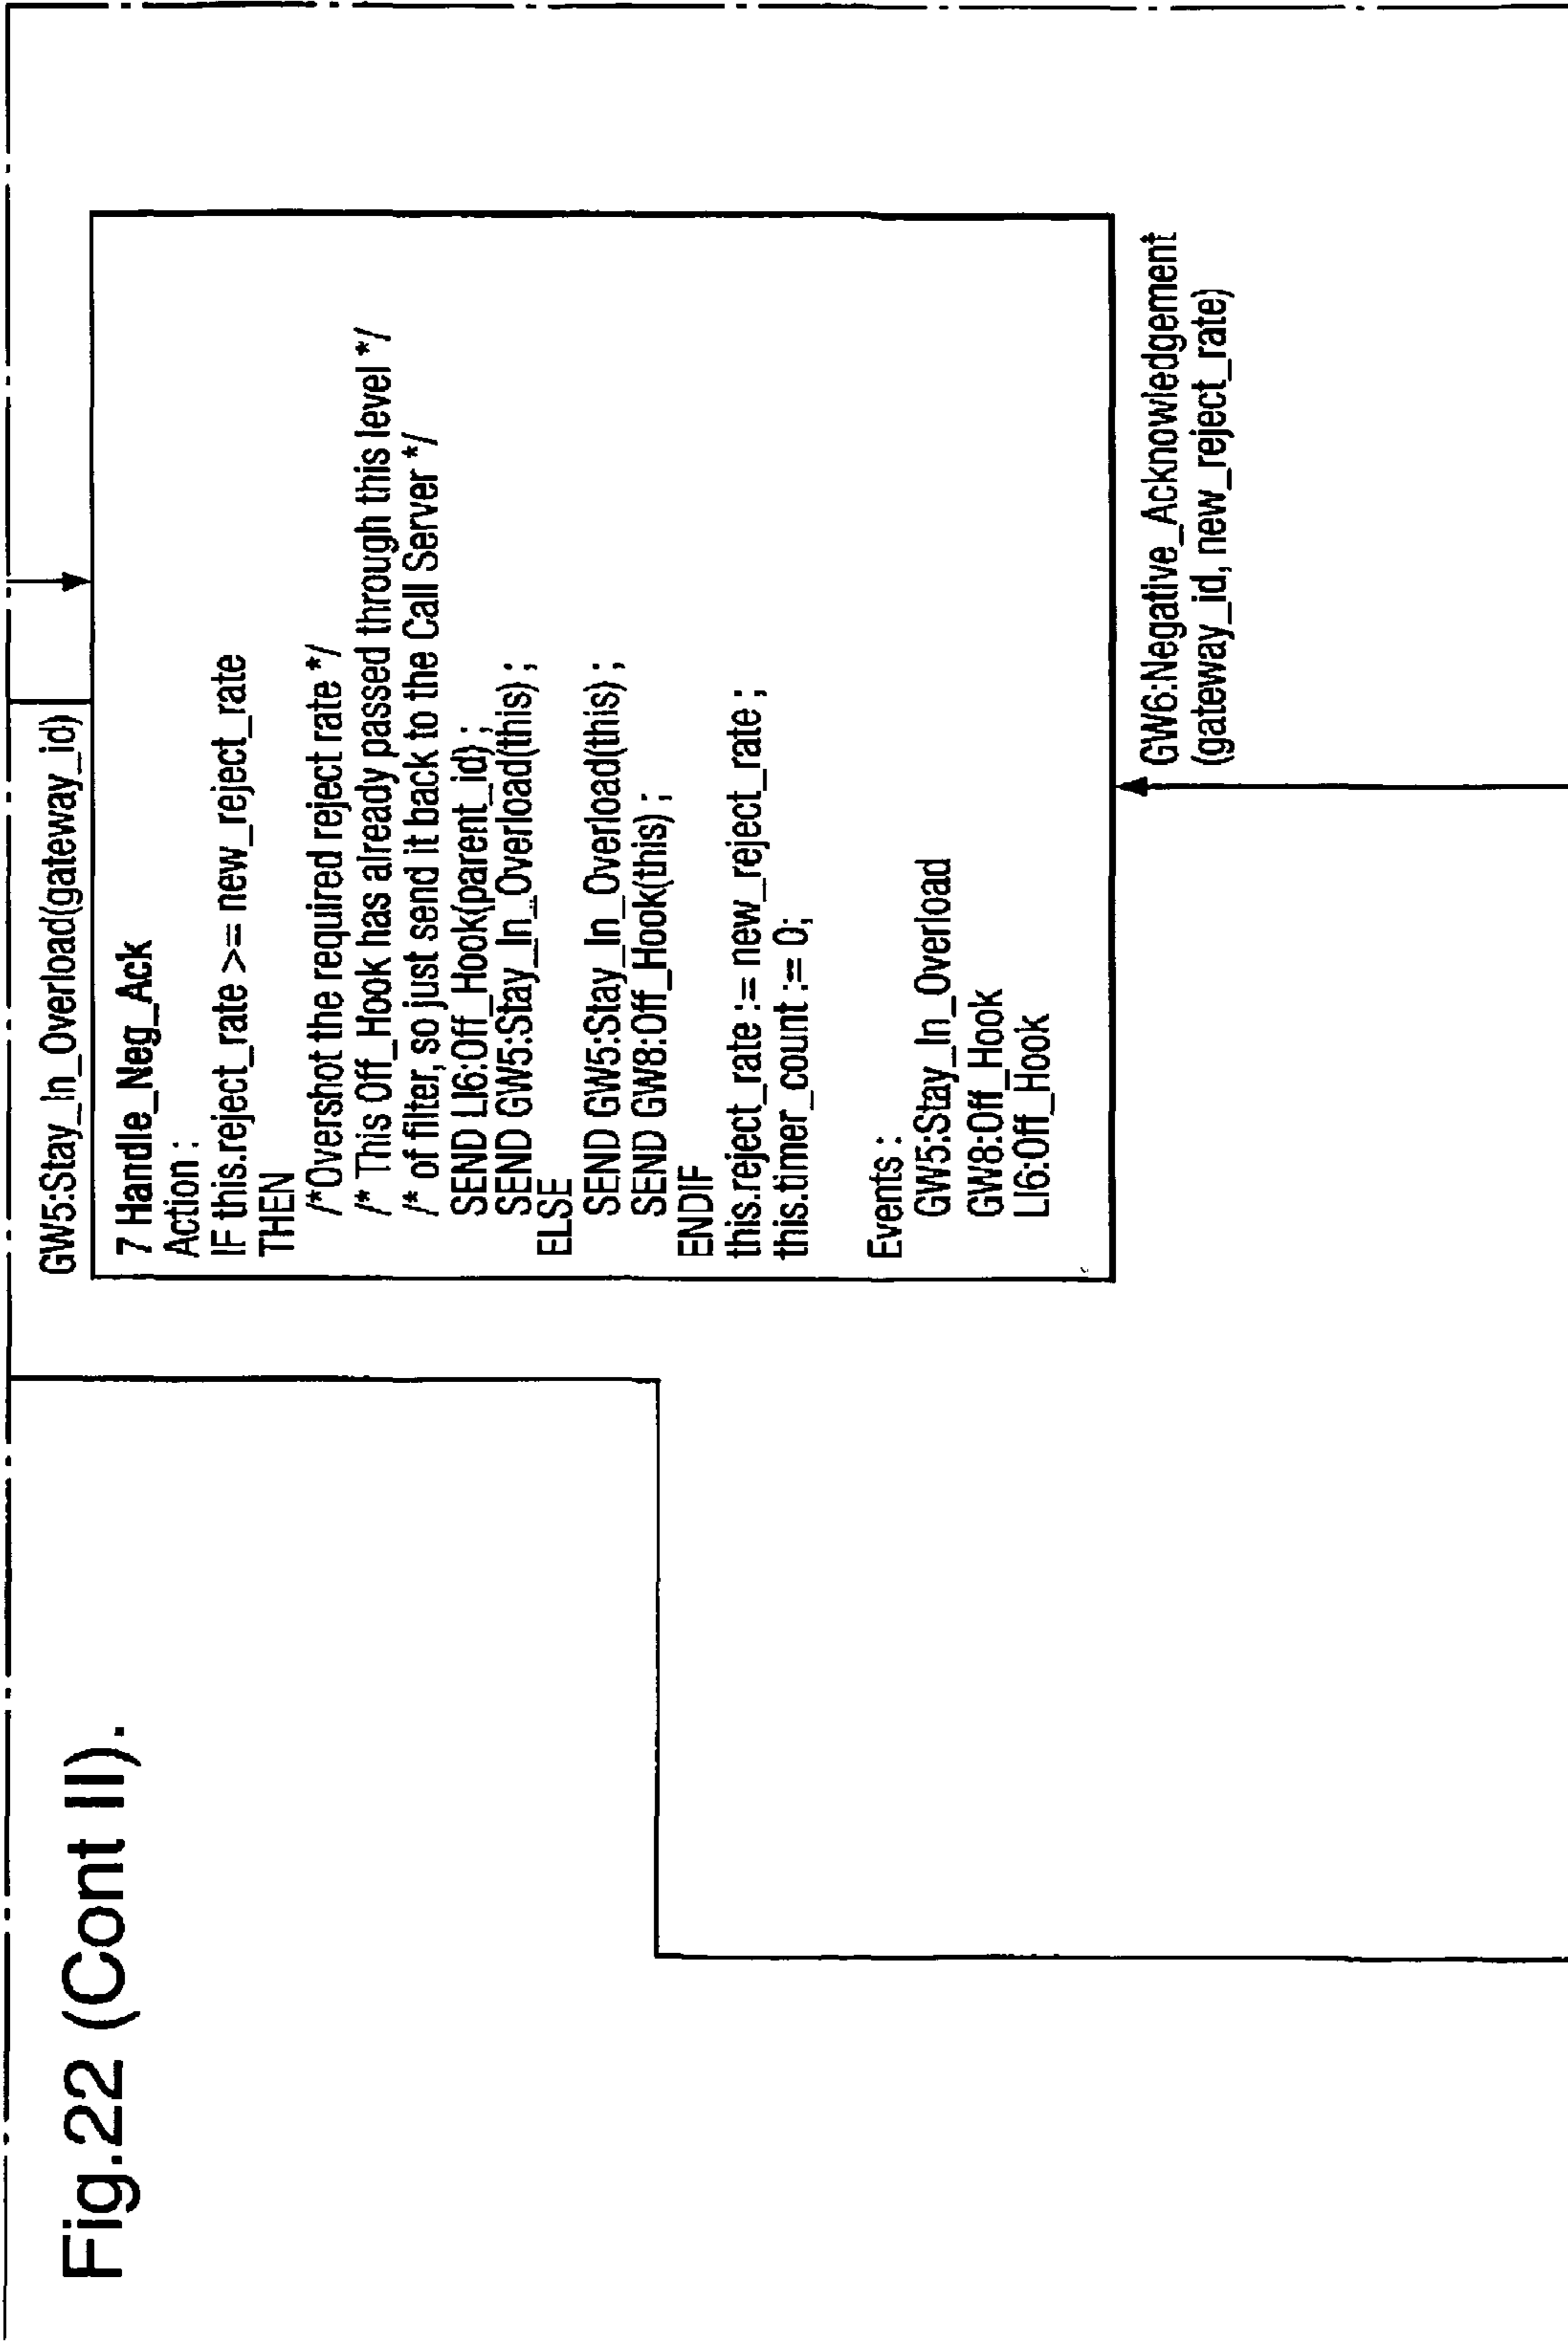 Fig.22 (Cont II).
GW5:Stay_In_Overload(gateway_id)
7 Handle_Neg_Ack
Action :
IF this.reject_rate >= new_reject_rate
THEN
/*Overshot the required reject rate */
/* This Off_Hook has already passed through this level */
/* of filter, so just send it back to the Call Server */
SEND LI6:Off_Hook(parent_id) ;
SEND GW5:Stay_In_Overload(this) ;
ELSE
SEND GW5:Stay_In_Overload(this) ;
SEND GW8:Off_Hook(this) ;
ENDIF
this.reject_rate := new_reject_rate ;
this.timer_count := 0;
Events :
GW5:Stay_In_Overload
GW8:Off_Hook
LI6:Off_Hook
GW6:Negative_Acknowledgement
(gateway_id, new_reject_rate)